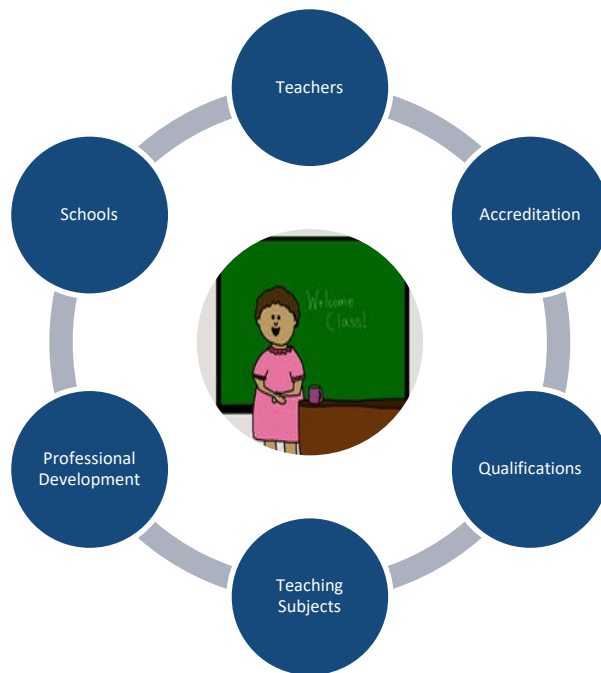 Teachers
Accreditation
Qualifications
Teaching
Subjects
Professional
Development
Schools
Welcome
Class!